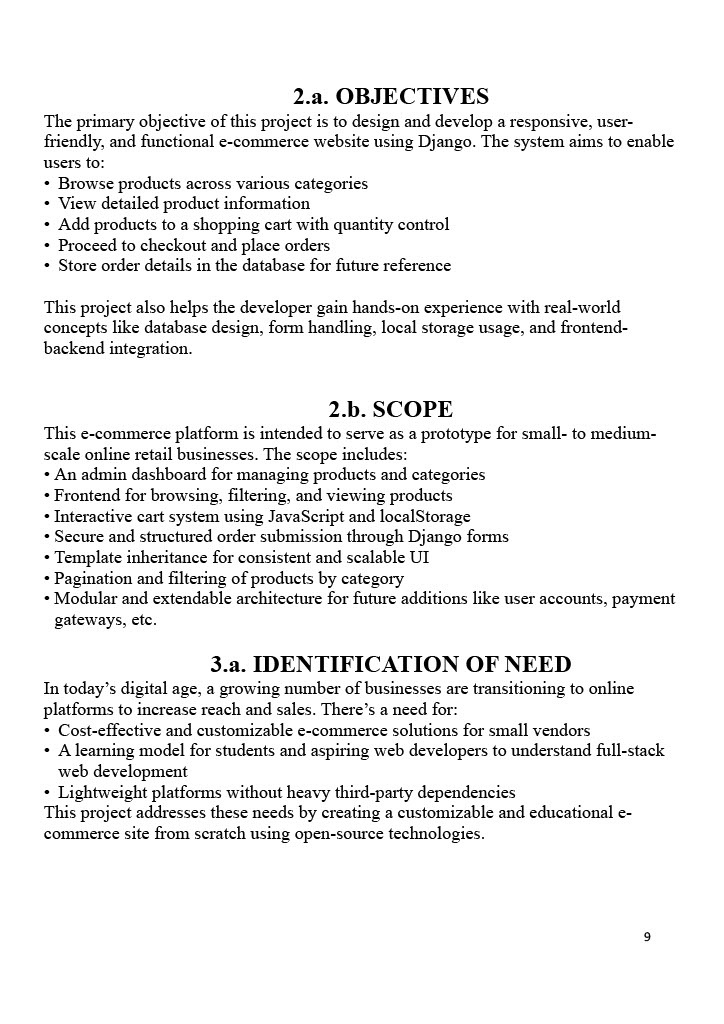 2.a. OBJECTIVES
The primary objective of this project is to design and develop a responsive, user-
friendly, and functional e-commerce website using Django. The system aims to enable
users to:
• Browse products across various categories
• View detailed product information
• Add products to a shopping cart with quantity control
• Proceed to checkout and place orders
• Store order details in the database for future reference
This project also helps the developer gain hands-on experience with real-world
concepts like database design, form handling, local storage usage, and frontend-
backend integration.
2.b. SCOPE
This e-commerce platform is intended to serve as a prototype for small- to medium-
scale online retail businesses. The scope includes:
• An admin dashboard for managing products and categories
• Frontend for browsing, filtering, and viewing products
• Interactive cart system using JavaScript and localStorage
• Secure and structured order submission through Django forms
• Template inheritance for consistent and scalable UI
• Pagination and filtering of products by category
• Modular and extendable architecture for future additions like user accounts, payment
gateways, etc.
3.a. IDENTIFICATION OF NEED
In today’s digital age, a growing number of businesses are transitioning to online
platforms to increase reach and sales. There’s a need for:
• Cost-effective and customizable e-commerce solutions for small vendors
• A learning model for students and aspiring web developers to understand full-stack
web development
• Lightweight platforms without heavy third-party dependencies
This project addresses these needs by creating a customizable and educational e-
commerce site from scratch using open-source technologies.
9